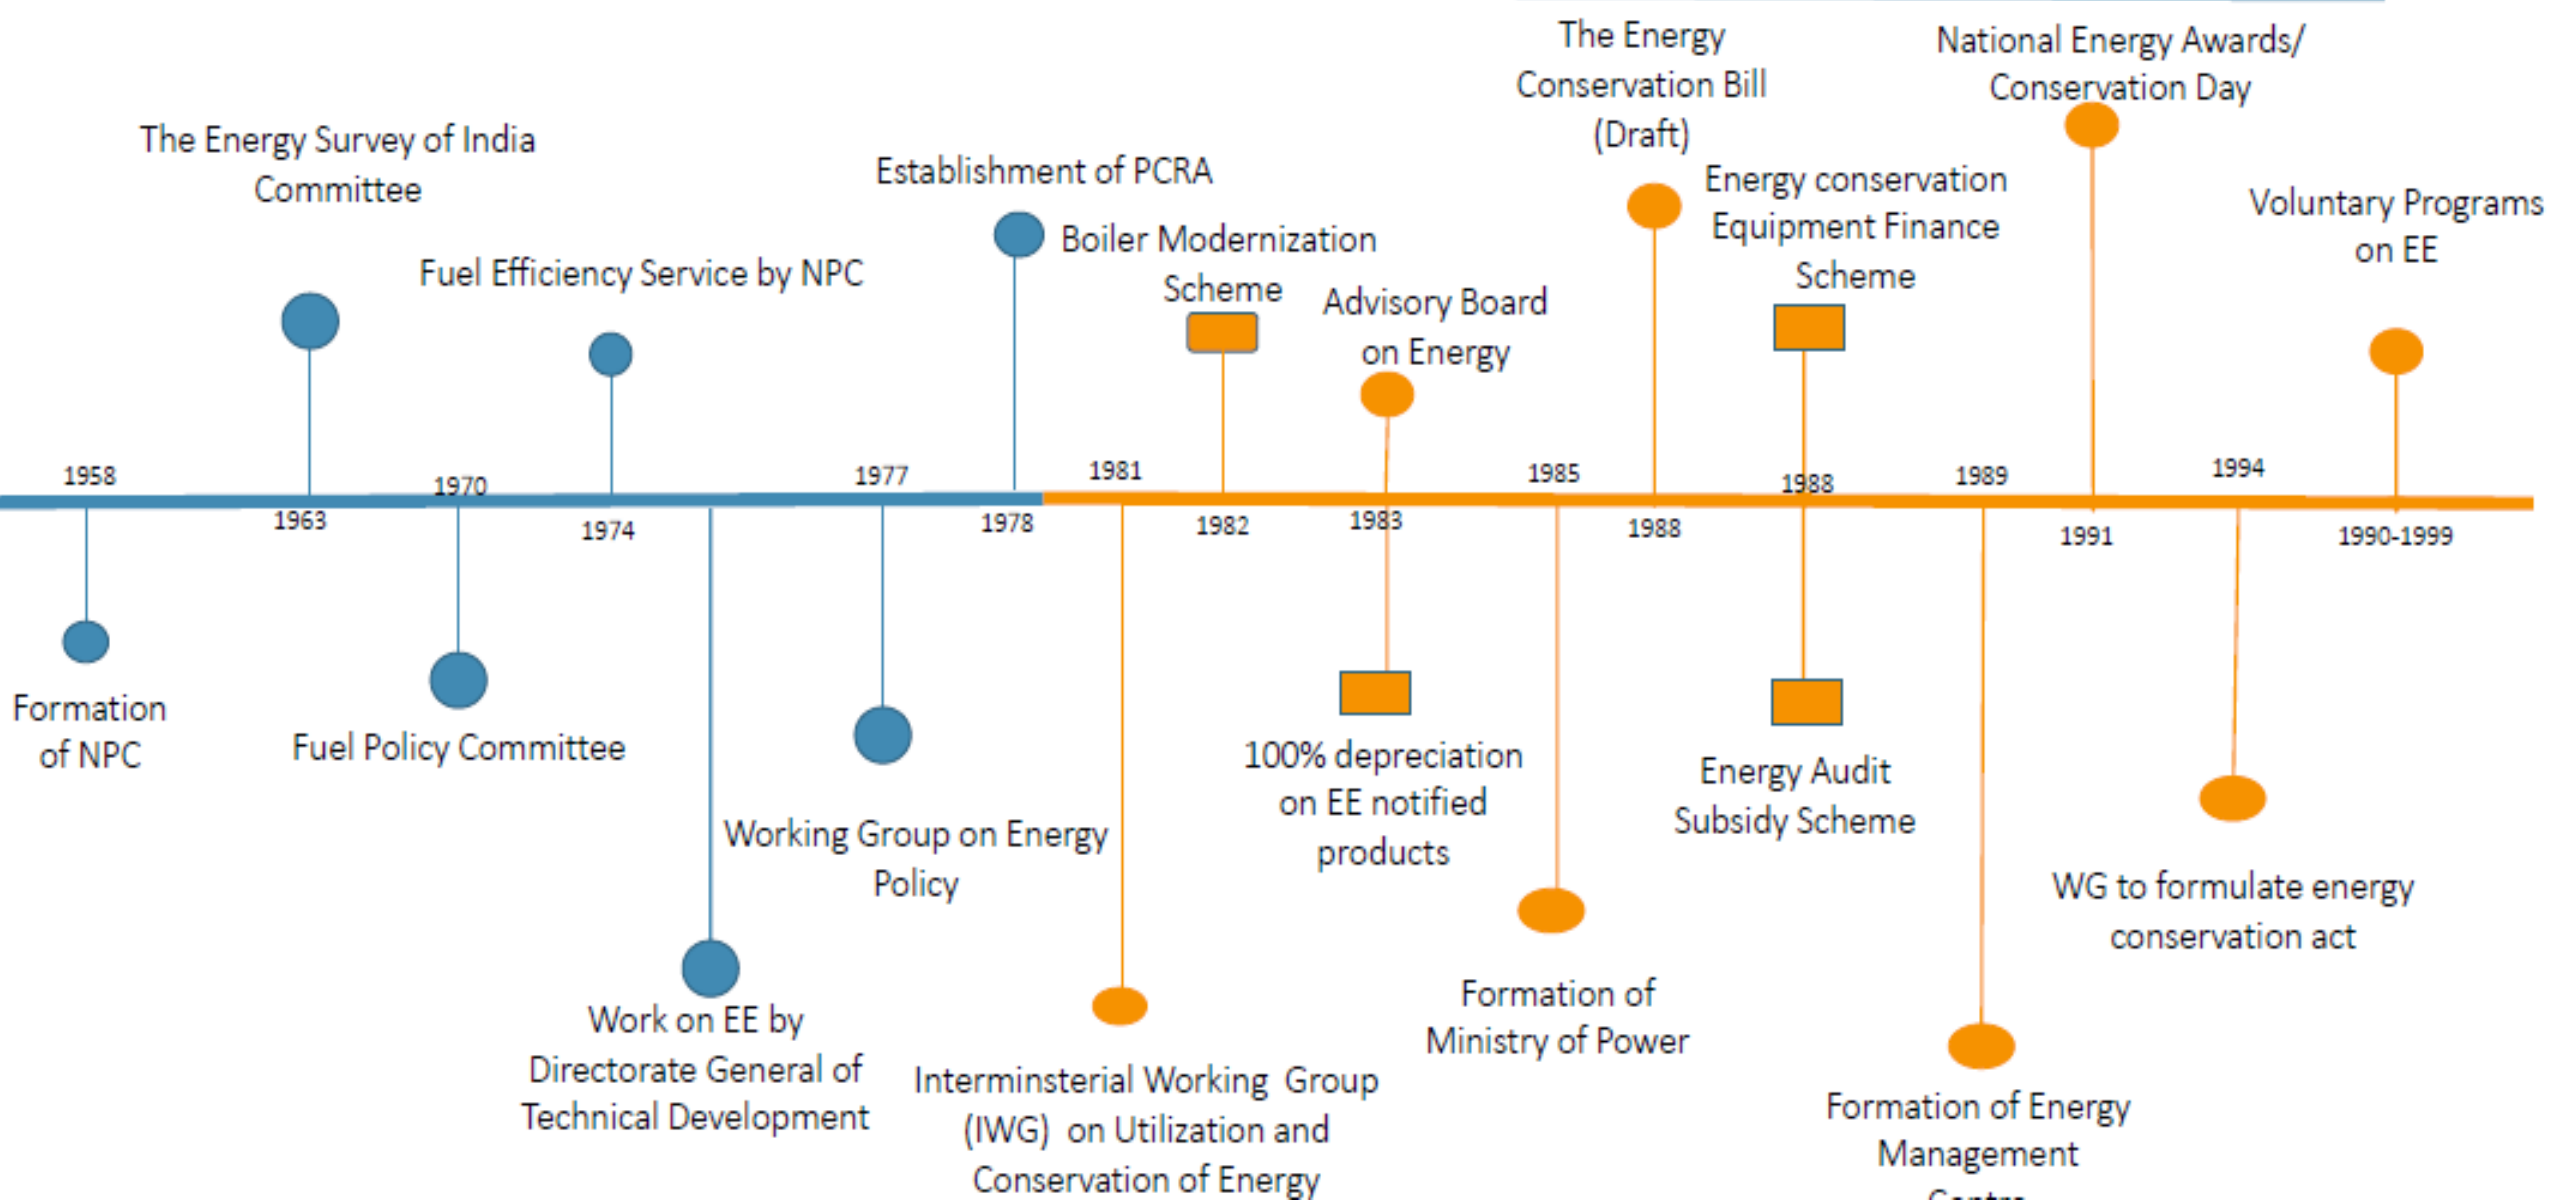 The Energy
Conservation Bill
(Draft)
National Energy Awards/
Conservation Day
The Energy Survey of India
Committee
Establishment of PCRA
Energy conservation
Equipment Finance
Scheme
Voluntary Programs
on EE
Fuel Efficiency Service by NPC
Boiler Modernization
Scheme
Advisory Board
on Energy
1958
1970
1977
1981
1985
1988
1989
1994
1963
1974
1978
1982
1983
1988
1991
1990-1999
Formation
of NPC
Fuel Policy Committee
Working Group on Energy
Policy
100% depreciation
on EE notified
products
Energy Audit
Subsidy Scheme
WG to formulate energy
conservation act
Work on EE by
Directorate General of
Technical Development
Interminsterial Working Group
(IWG) on Utilization and
Conservation of Energy
Formation of
Ministry of Power
Formation of Energy
Management